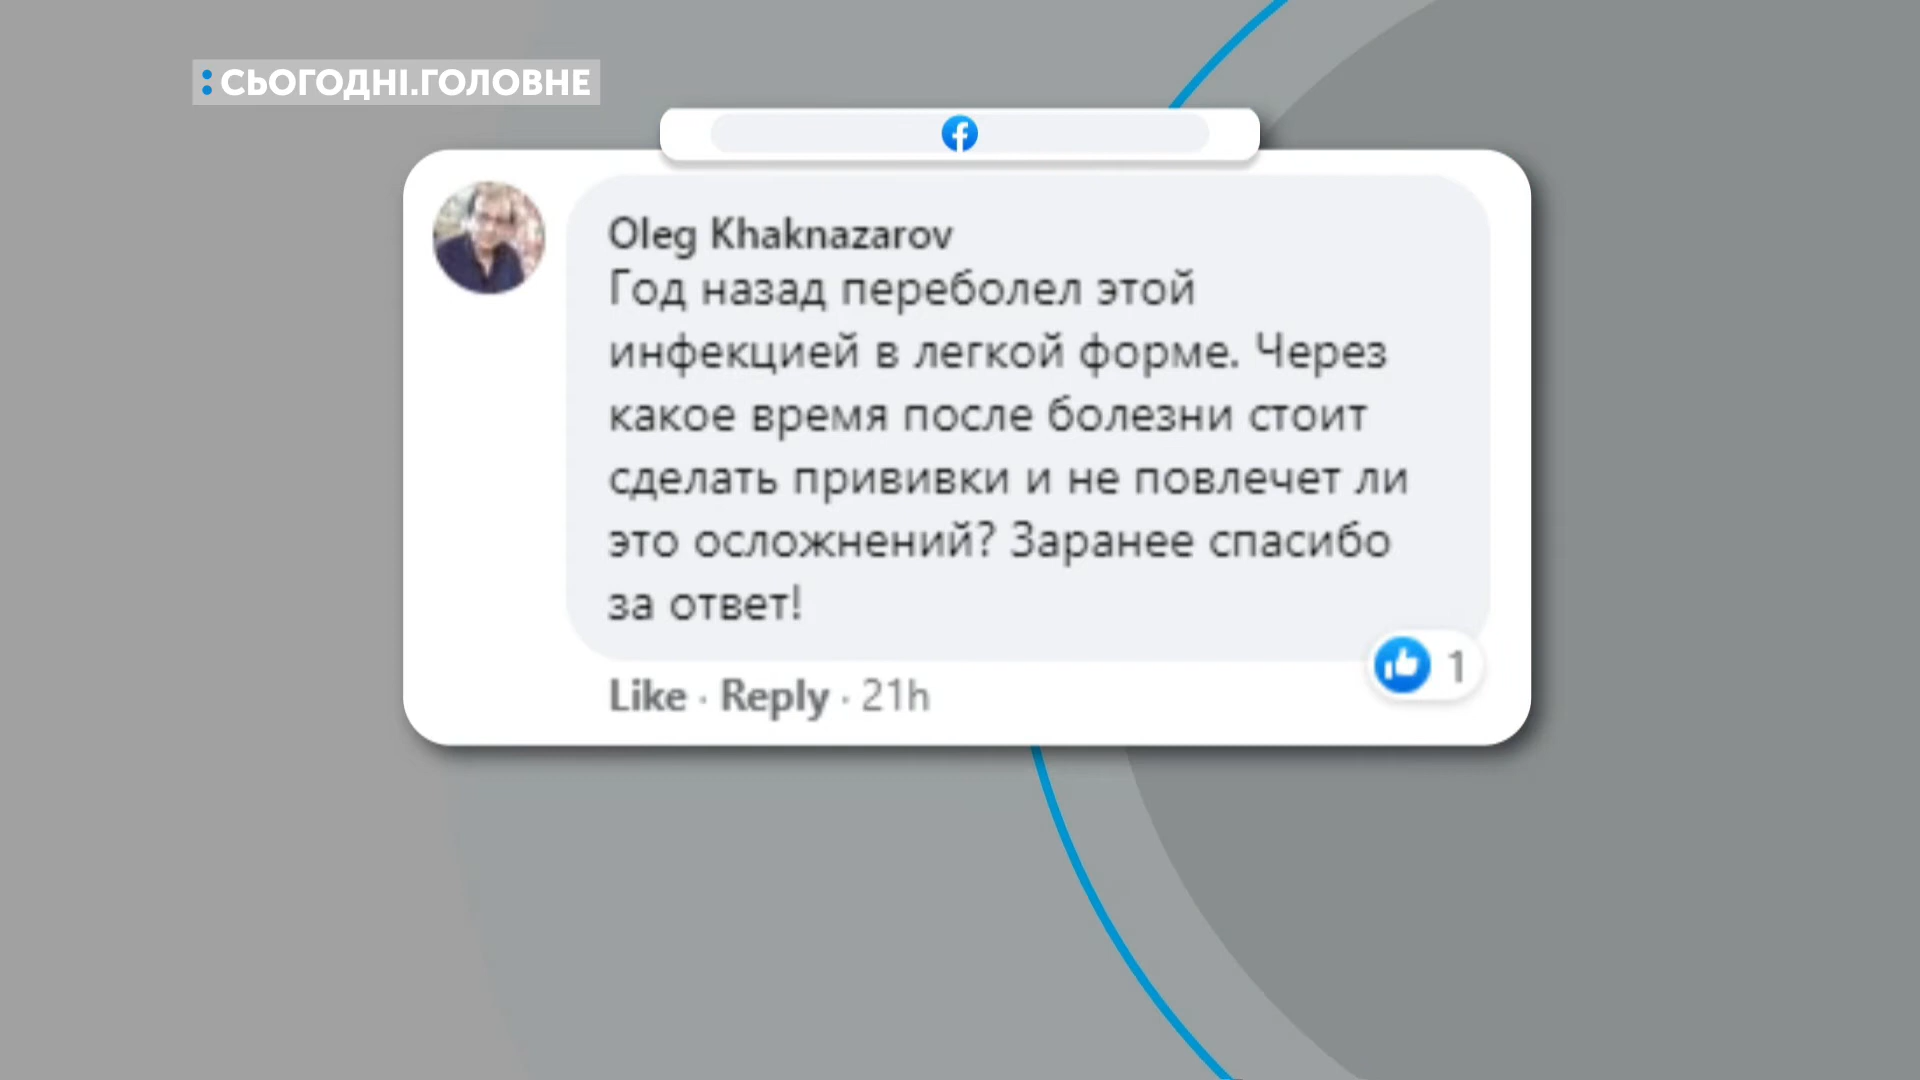 : СЬОГОДНІ.ГОЛОВНЕ
Oleg Khaknazarov
Год назад переболел этой
инфекцией в легкой форме. Через
какое время после болезни стоит
сделать прививки и не повлечет ли
это осложнений? Заранее спасибо
за ответ!
1
Like · Reply · 21h